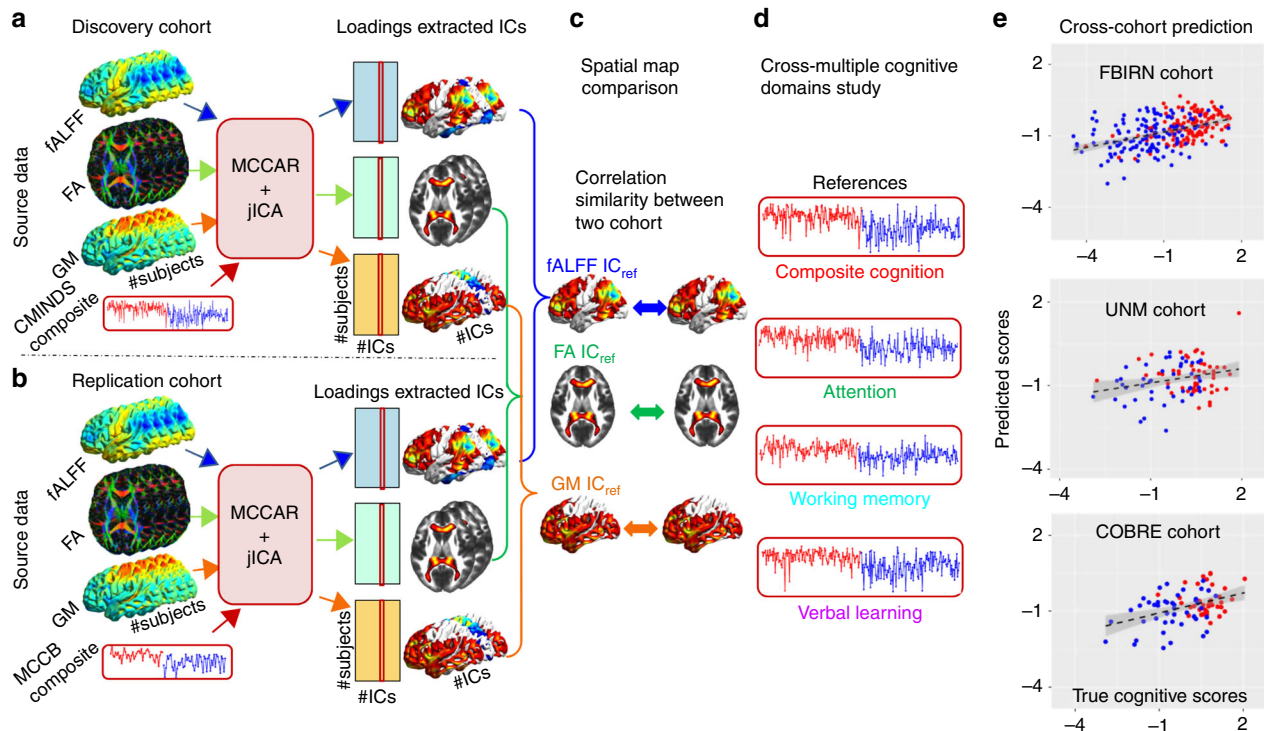 a
Discovery cohort
Loadings extracted ICs
Source data
fALFF
FA
GM
CMINDS
composite
#subjects
MCCAR
+
jICA
#subjects
#ICs
#ICs
b
Replication cohort
Loadings extracted ICs
Source data
fALFF
FA
GM
MCCB
composite
#subjects
MCCAR
+
jICA
#subjects
#ICs
#ICs
c
Spatial map
comparison
Correlation
similarity between
two cohort
fALFF ICref
FA ICref
GM ICref
d
Cross-multiple cognitive
domains study
References
Composite cognition
Attention
Working memory
Verbal learning
e
Cross-cohort prediction
FBIRN cohort
2
−1
−4
−4 −1 2
UNM cohort
2
−1
−4
−4 −1 2
Predicted scores
COBRE cohort
2
−1
−4
True cognitive scores
−4 −1 2